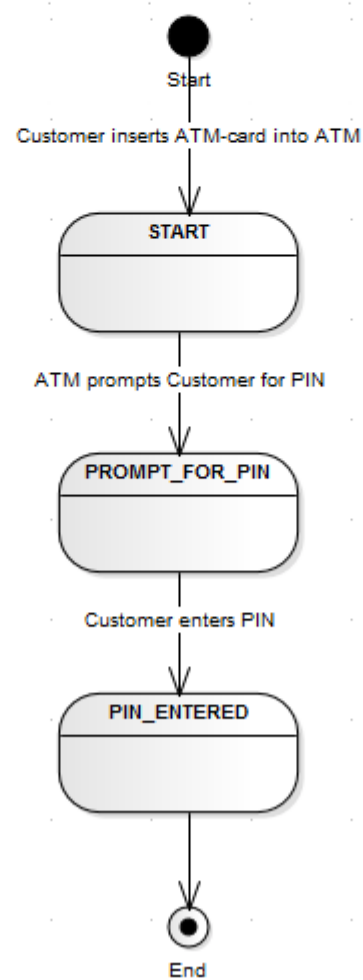 Start
Customer inserts ATM-card into ATM
START
ATM prompts Customer for PIN
PROMPT_FOR_PIN
Customer enters PIN
PIN_ENTERED
End